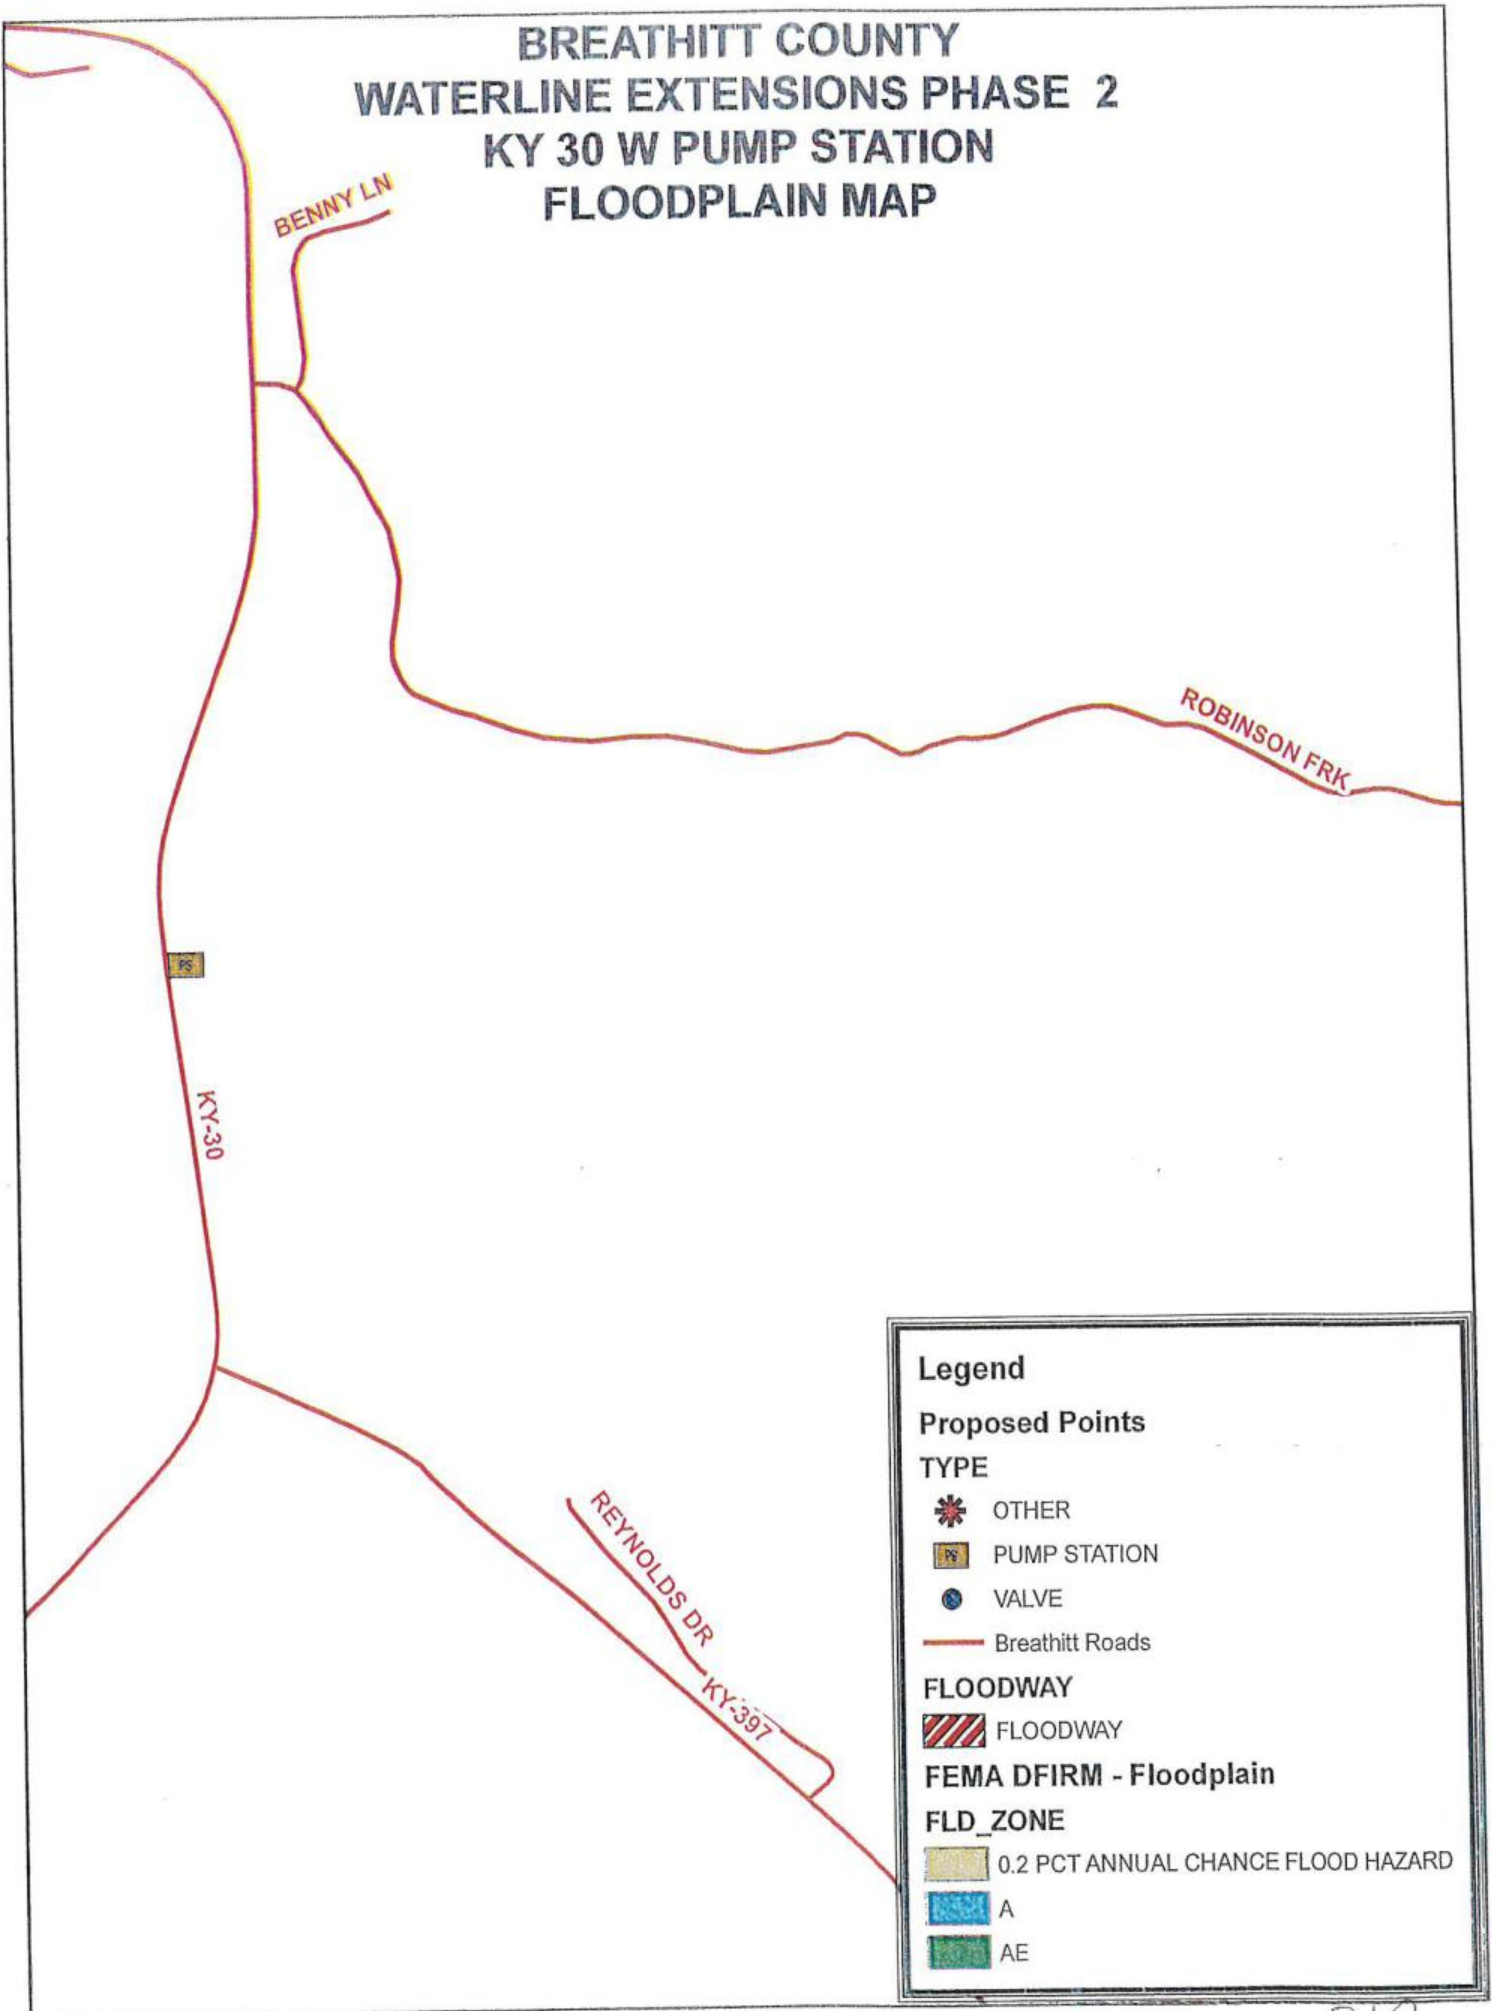 BREATHITT COUNTY
WATERLINE EXTENSIONS PHASE 2
KY 30 W PUMP STATION
FLOODPLAIN MAP
BENNY LN
ROBINSON FRK
PS
KY-30
REYNOLDS DR
KY-397
Legend
Proposed Points
TYPE
OTHER
PS PUMP STATION
VALVE
Breathitt Roads
FLOODWAY
FLOODWAY
FEMA DFIRM - Floodplain
FLD_ZONE
0.2 PCT ANNUAL CHANCE FLOOD HAZARD
A
AE